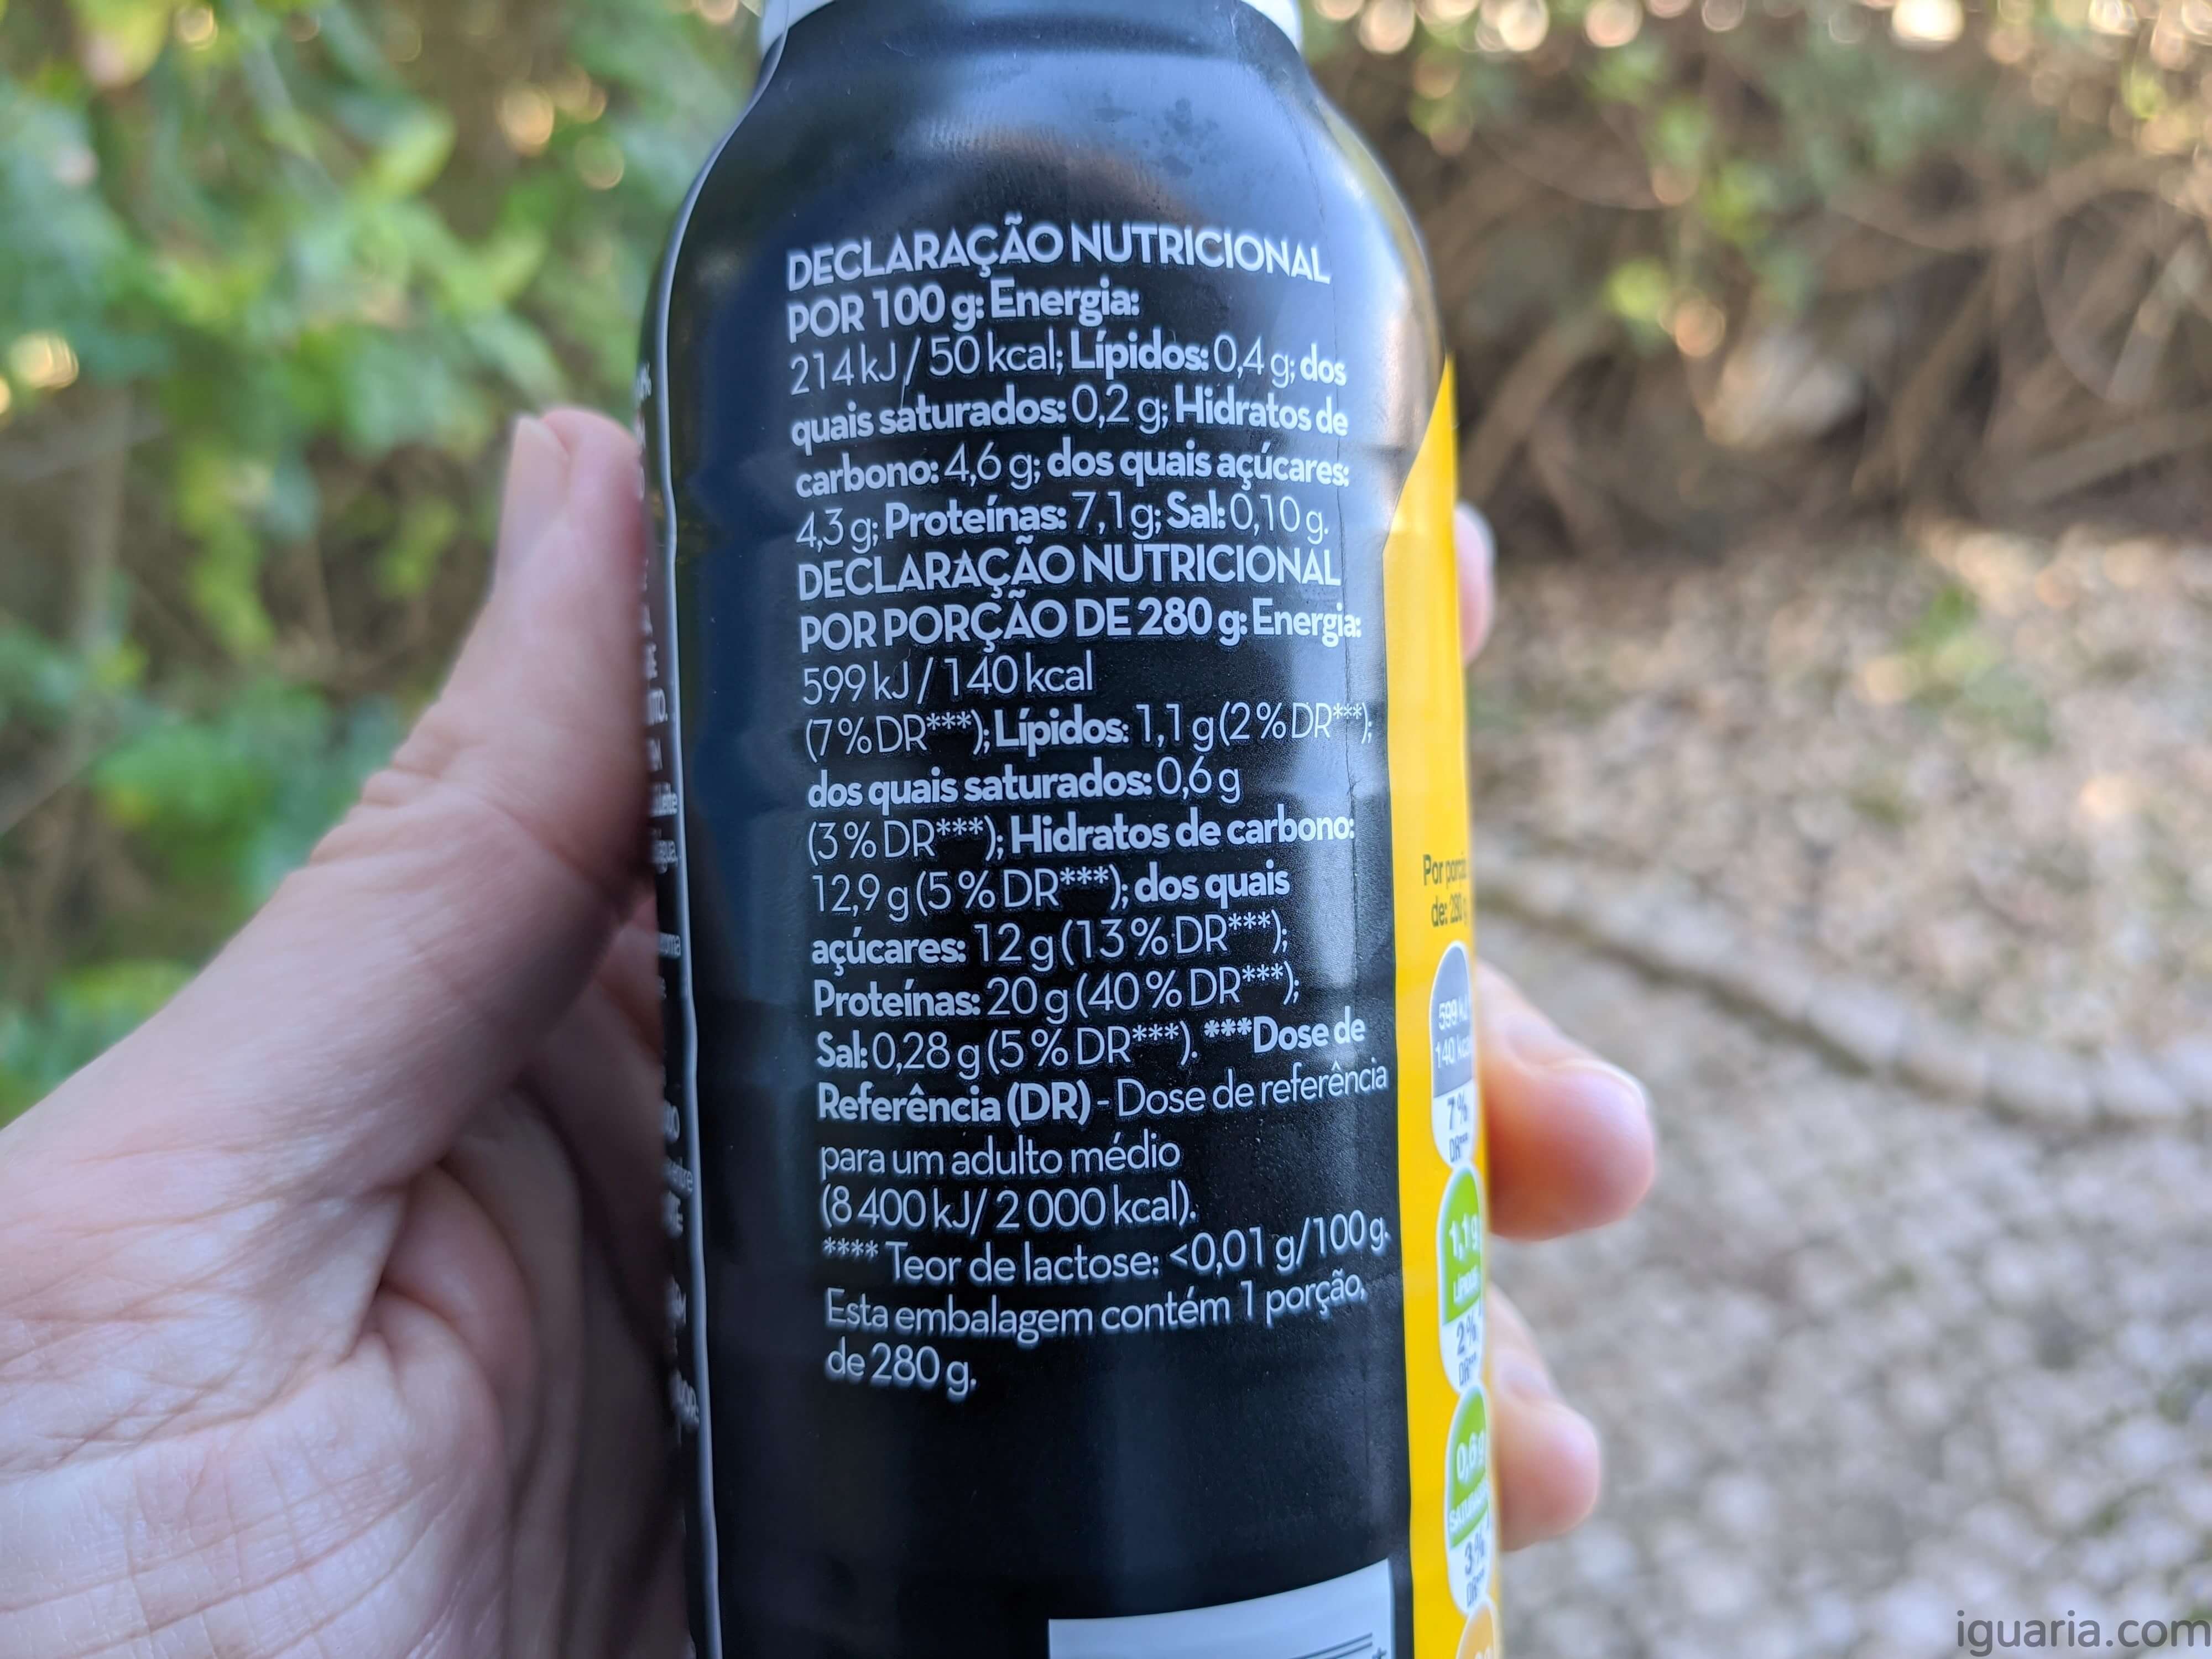 DECLARAÇÃO NUTRICIONAL
POR 100 g: Energia:
214 kJ / 50 kcal; Lípidos: 0,4 g; dos
quais saturados: 0,2 g; Hidratos de
carbono: 4,6 g; dos quais açúcares:
4,3 g; Proteínas: 7,1 g; Sal: 0,10 g.
DECLARAÇÃO NUTRICIONAL
POR PORÇÃO DE 280 g: Energia:
599 kJ / 140 kcal
(7 % DR***); Lípidos: 1,1 g (2 % DR***);
dos quais saturados: 0,6 g
(3 % DR***); Hidratos de carbono:
12,9 g (5 % DR***); dos quais
açúcares: 12 g (13 % DR***);
Proteínas: 20 g (40 % DR***);
Sal: 0,28 g (5 % DR***). ***Dose de
Referência (DR) - Dose de referência
para um adulto médio
(8 400 kJ/ 2 000 kcal).
**** Teor de lactose: <0,01 g/100 g.
Esta embalagem contém 1 porção,
de 280 g.
Por
de: 280
599
140
7%
1,1g
2%
0,6g
3%
iguaria.com